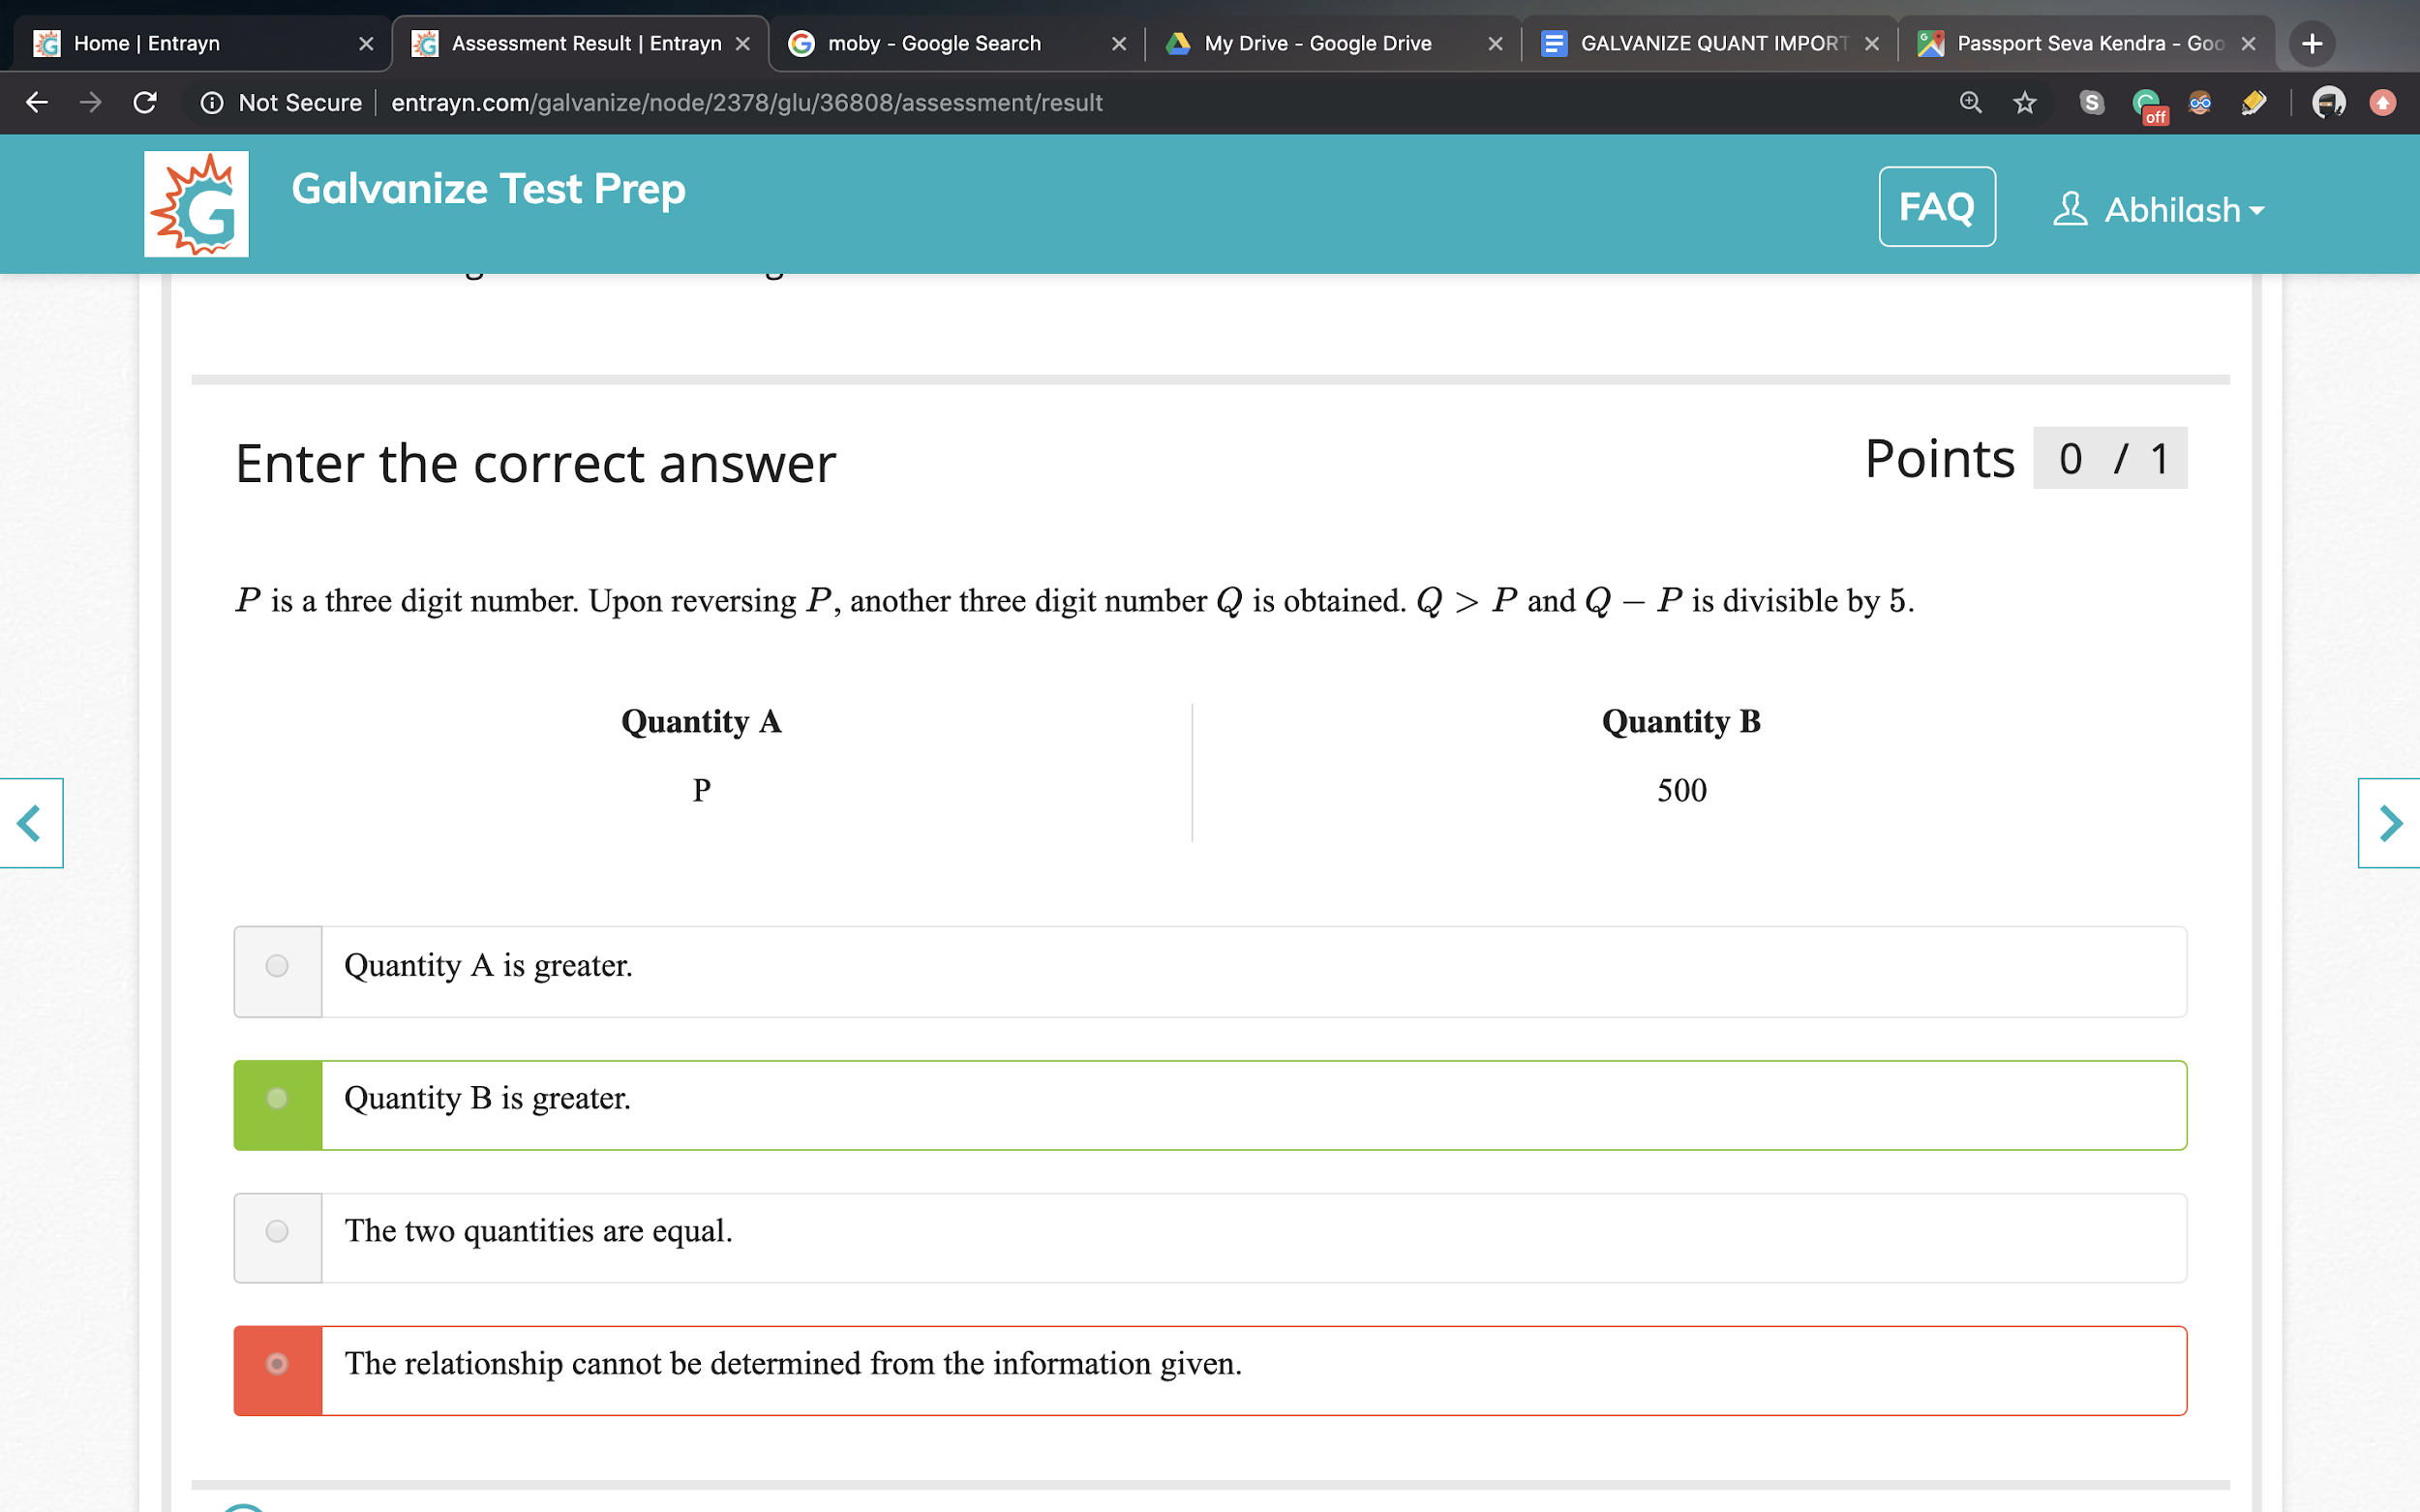 Home | Entrayn
Assessment Result | Entrayn
moby - Google Search
My Drive - Google Drive
GALVANIZE QUANT IMPORT
Passport Seva Kendra - Goo
Not Secure
entrayn.com/galvanize/node/2378/glu/36808/assessment/result
off
Galvanize Test Prep
FAQ
Abhilash
Enter the correct answer
Points 0 / 1
P is a three digit number. Upon reversing P, another three digit number Q is obtained. Q > P and Q − P is divisible by 5.
Quantity A
Quantity B
P
500
Quantity A is greater.
Quantity B is greater.
The two quantities are equal.
The relationship cannot be determined from the information given.